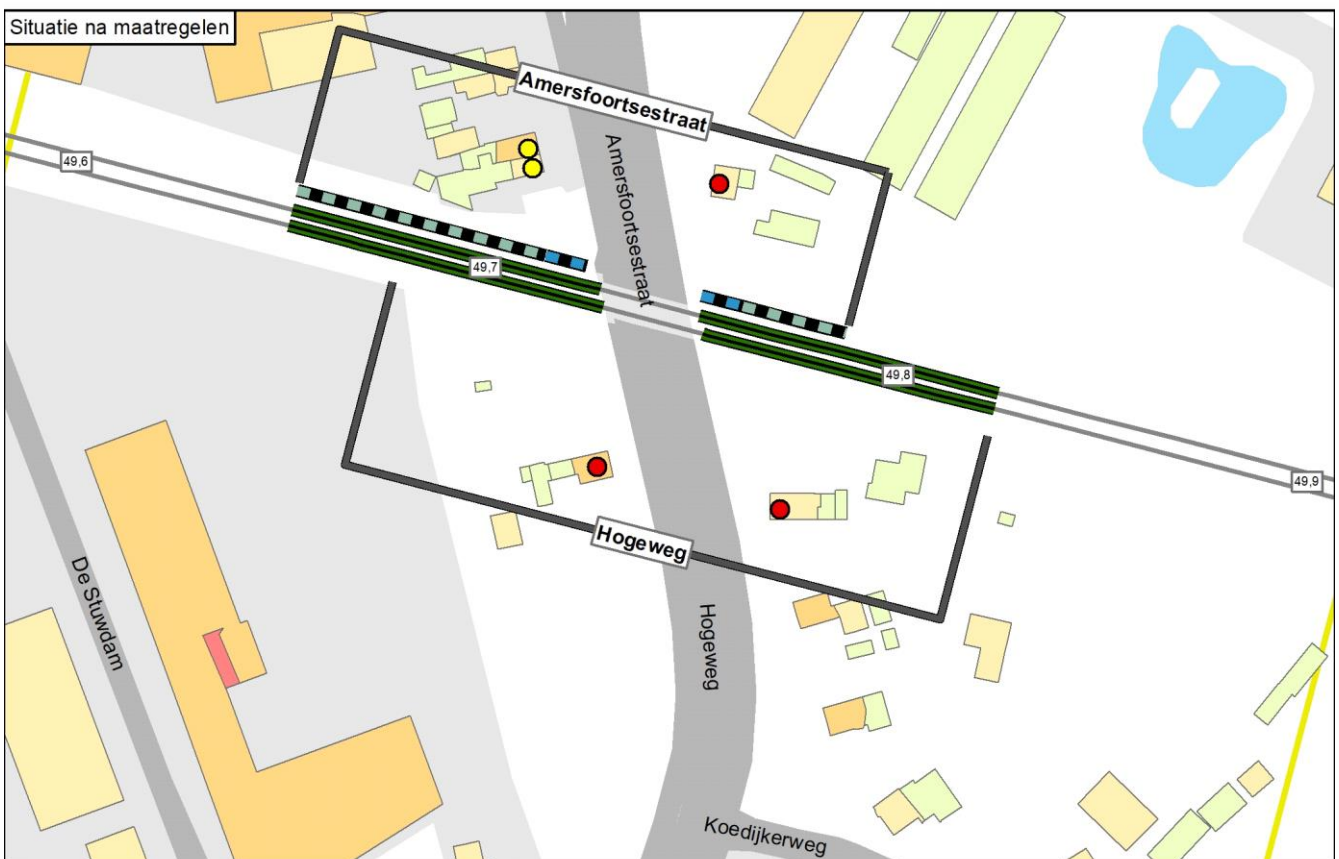 Situatie na maatregelen
Amersfoortsestraat
Amersfoortsestraat
49,6
49,7
49,8
49,9
Hogeweg
De Stuwdam
Hogeweg
Koedijkerweg